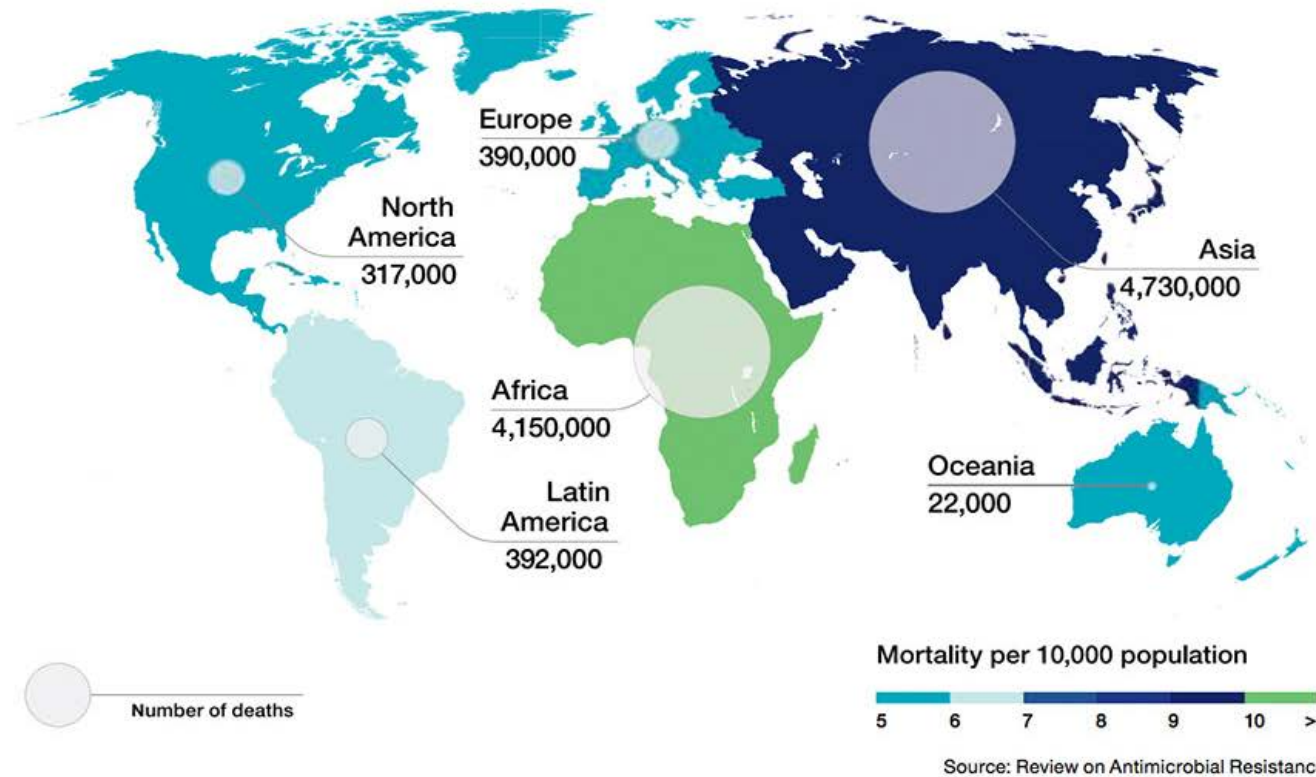 Europe
390,000
North
America
317,000
Asia
4,730,000
Africa
4,150,000
Oceania
22,000
Latin
America
392,000
Number of deaths
Mortality per 10,000 population
5 6 7 8 9 10 >
Source: Review on Antimicrobial Resistanc